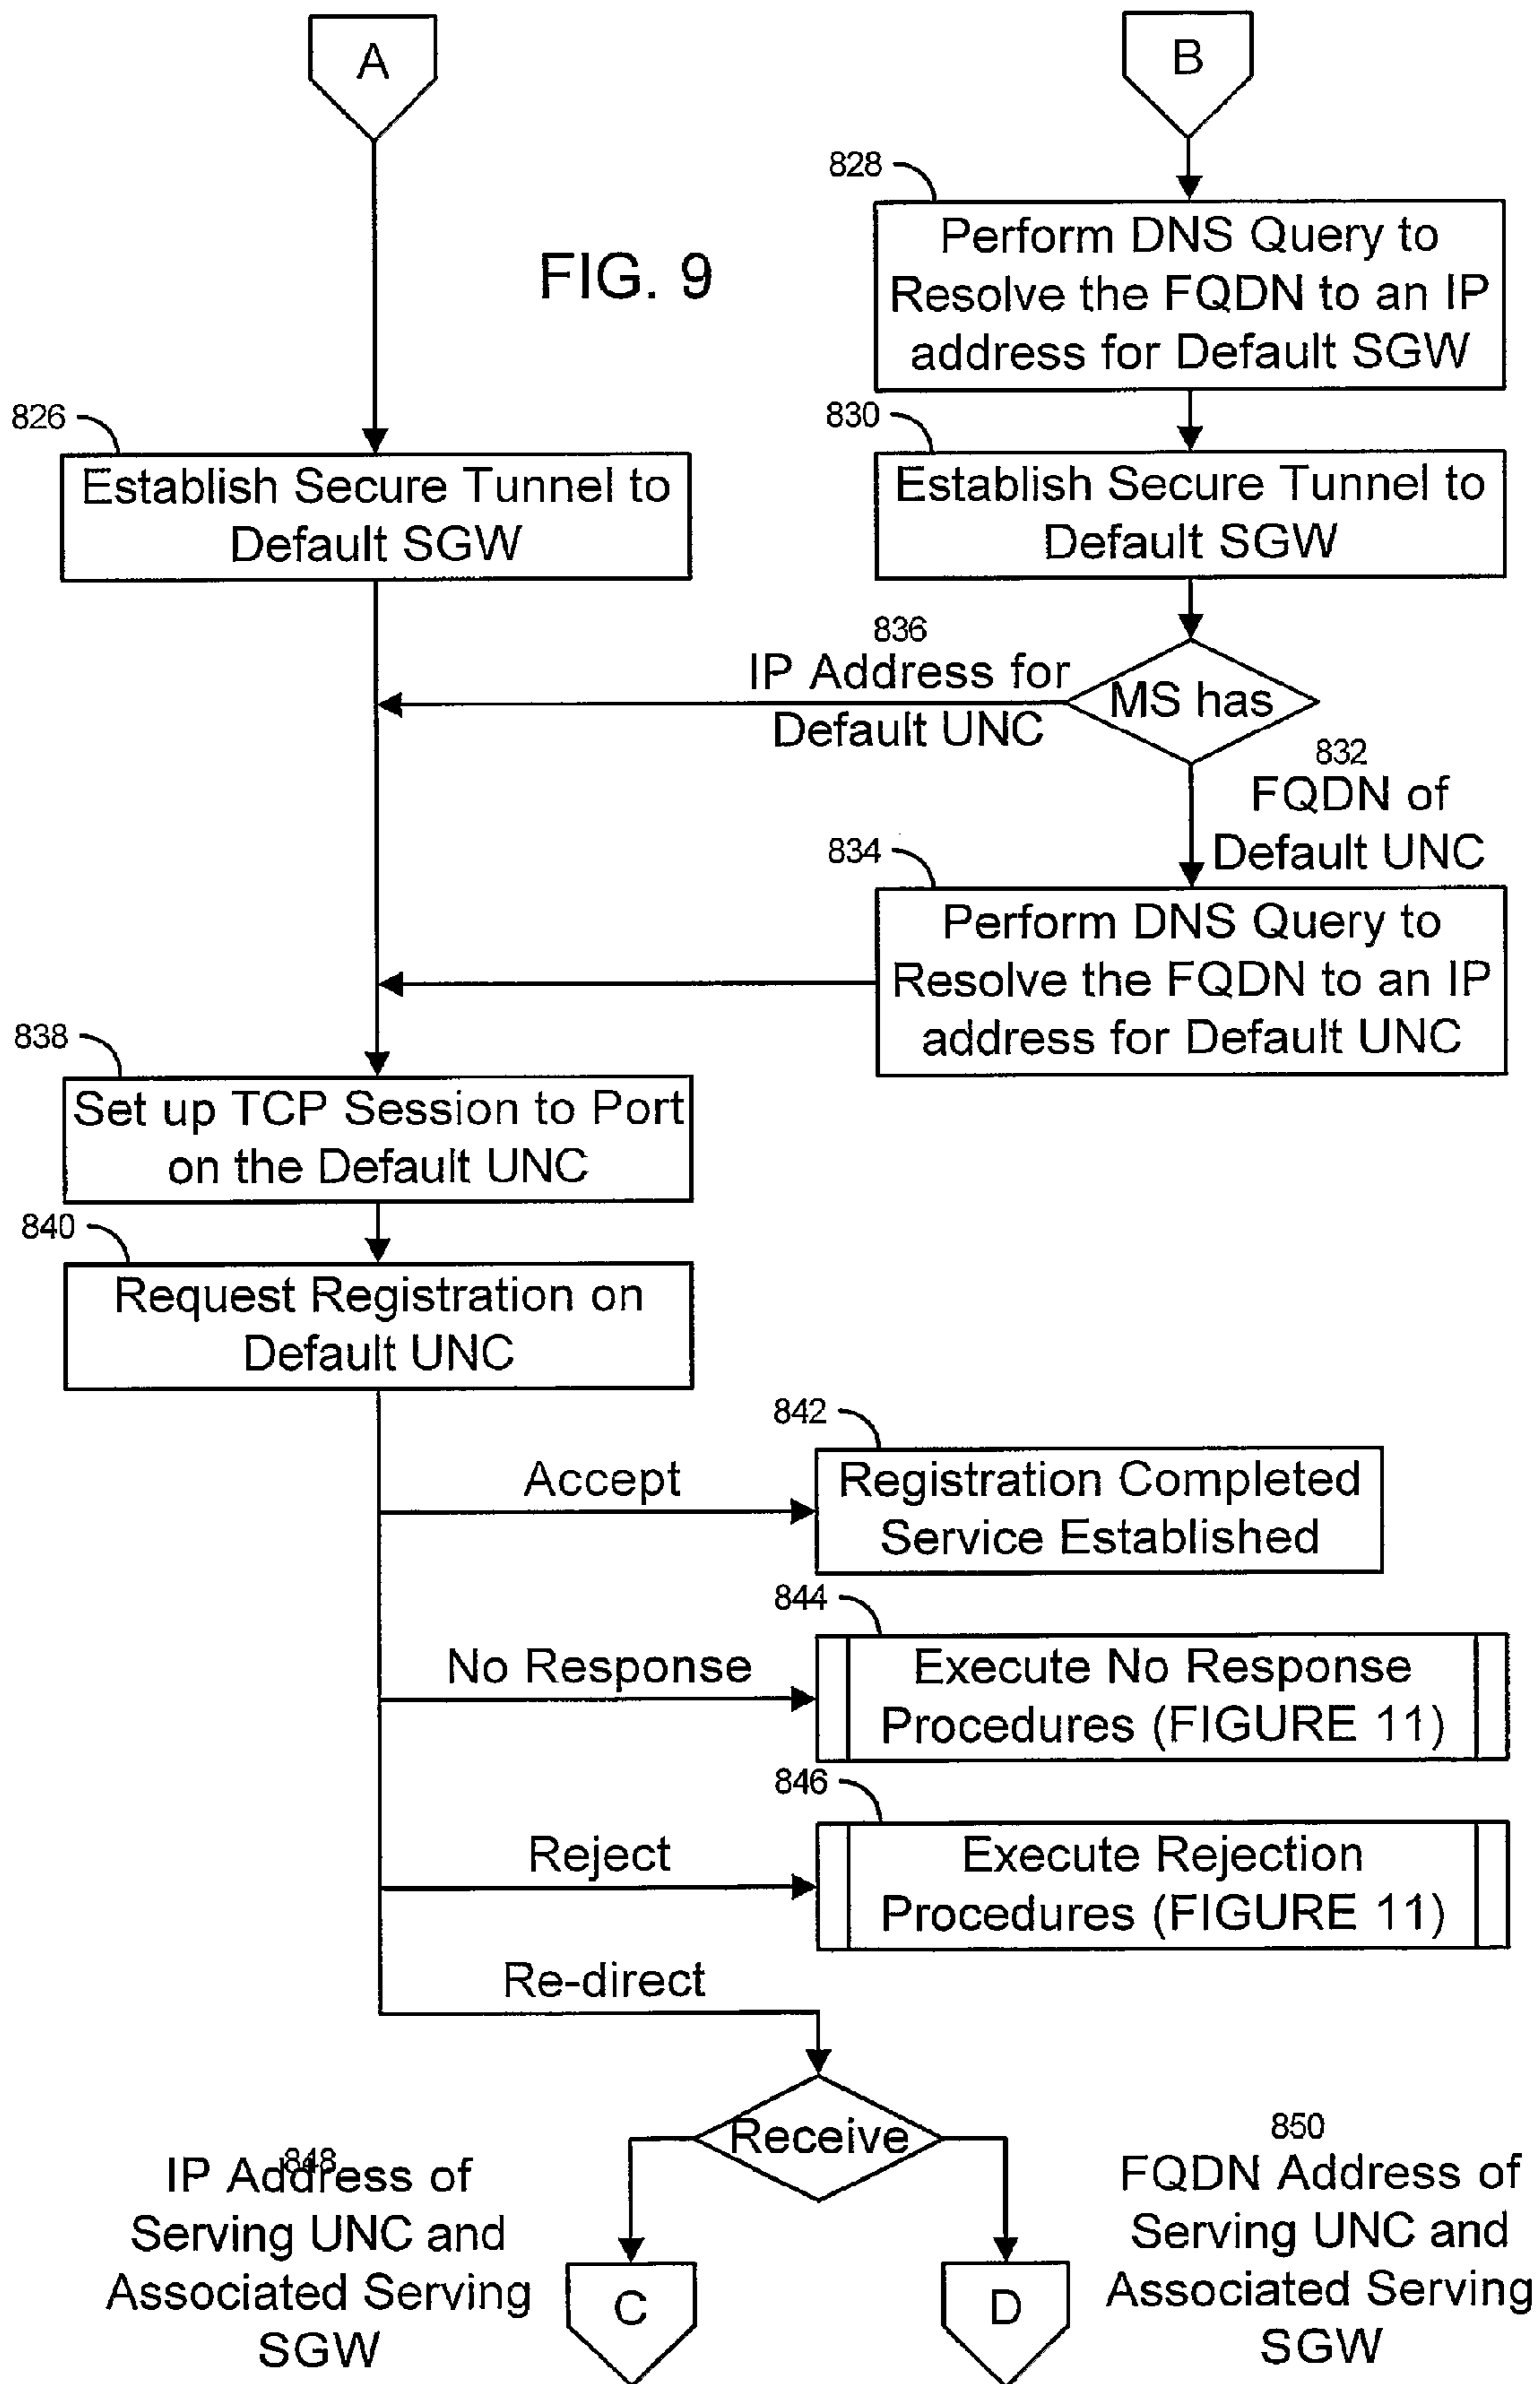 A
B
828
Perform DNS Query to
Resolve the FQDN to an IP
address for Default SGW
FIG. 9
826
Establish Secure Tunnel to
Default SGW
830
Establish Secure Tunnel to
Default SGW
836
IP Address for
Default UNC
MS has
832
FQDN of
Default UNC
834
Perform DNS Query to
Resolve the FQDN to an IP
address for Default UNC
838
Set up TCP Session to Port
on the Default UNC
840
Request Registration on
Default UNC
842
Accept
Registration Completed
Service Established
844
No Response
Execute No Response
Procedures (FIGURE 11)
846
Reject
Execute Rejection
Procedures (FIGURE 11)
Re-direct
Receive
848
IP Address of
Serving UNC and
Associated Serving
SGW
C
D
850
FQDN Address of
Serving UNC and
Associated Serving
SGW